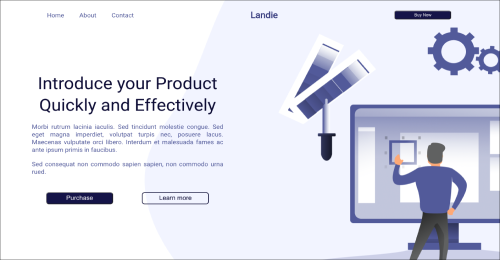 Home About Contact Landie Buy Now
Introduce your Product
Quickly and Effectively
Morbi rutrum lacinia iaculis. Sed tincidunt molestie congue. Sed
eget magna imperdiet, volutpat turpis nec, posuere lacus.
Maecenas vulputate orci libero. Interdum et malesuada fames ac
ante ipsum primis in faucibus.
Sed consequat non commodo sapien sapien, non commodo urna
rued.
Purchase Learn more